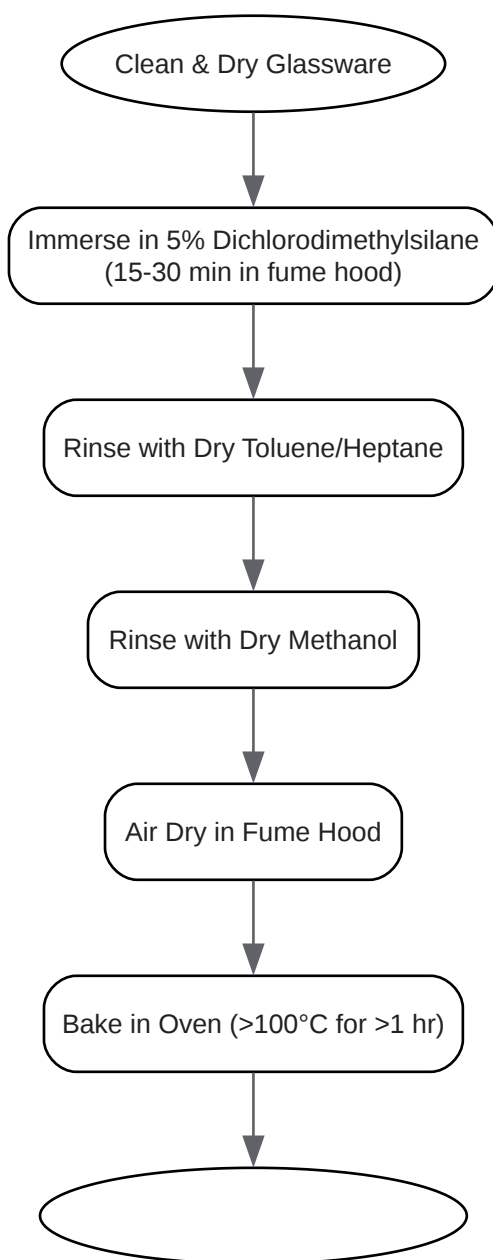 Clean & Dry Glassware
Immerse in 5% Dichlorodimethylsilane
(15-30 min in fume hood)
Rinse with Dry Toluene/Heptane
Rinse with Dry Methanol
Air Dry in Fume Hood
Bake in Oven (>100°C for >1 hr)